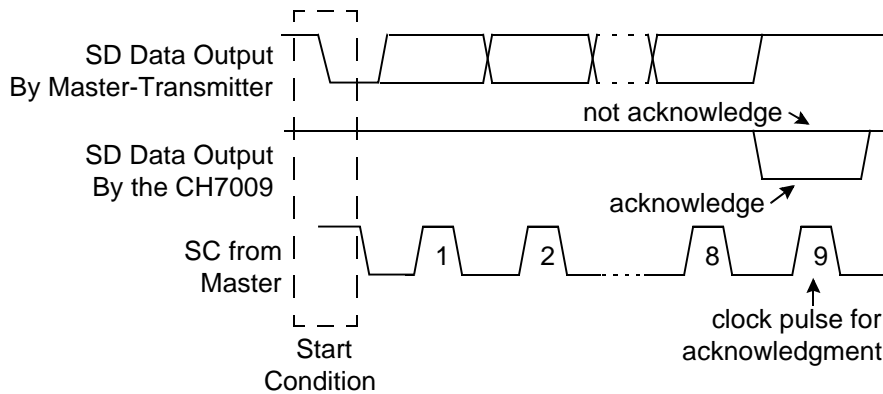 SD Data Output
By Master-Transmitter
not acknowledge
SD Data Output
By the CH7009
acknowledge
SC from
Master
1
2
8
9
clock pulse for
acknowledgment
Start
Condition